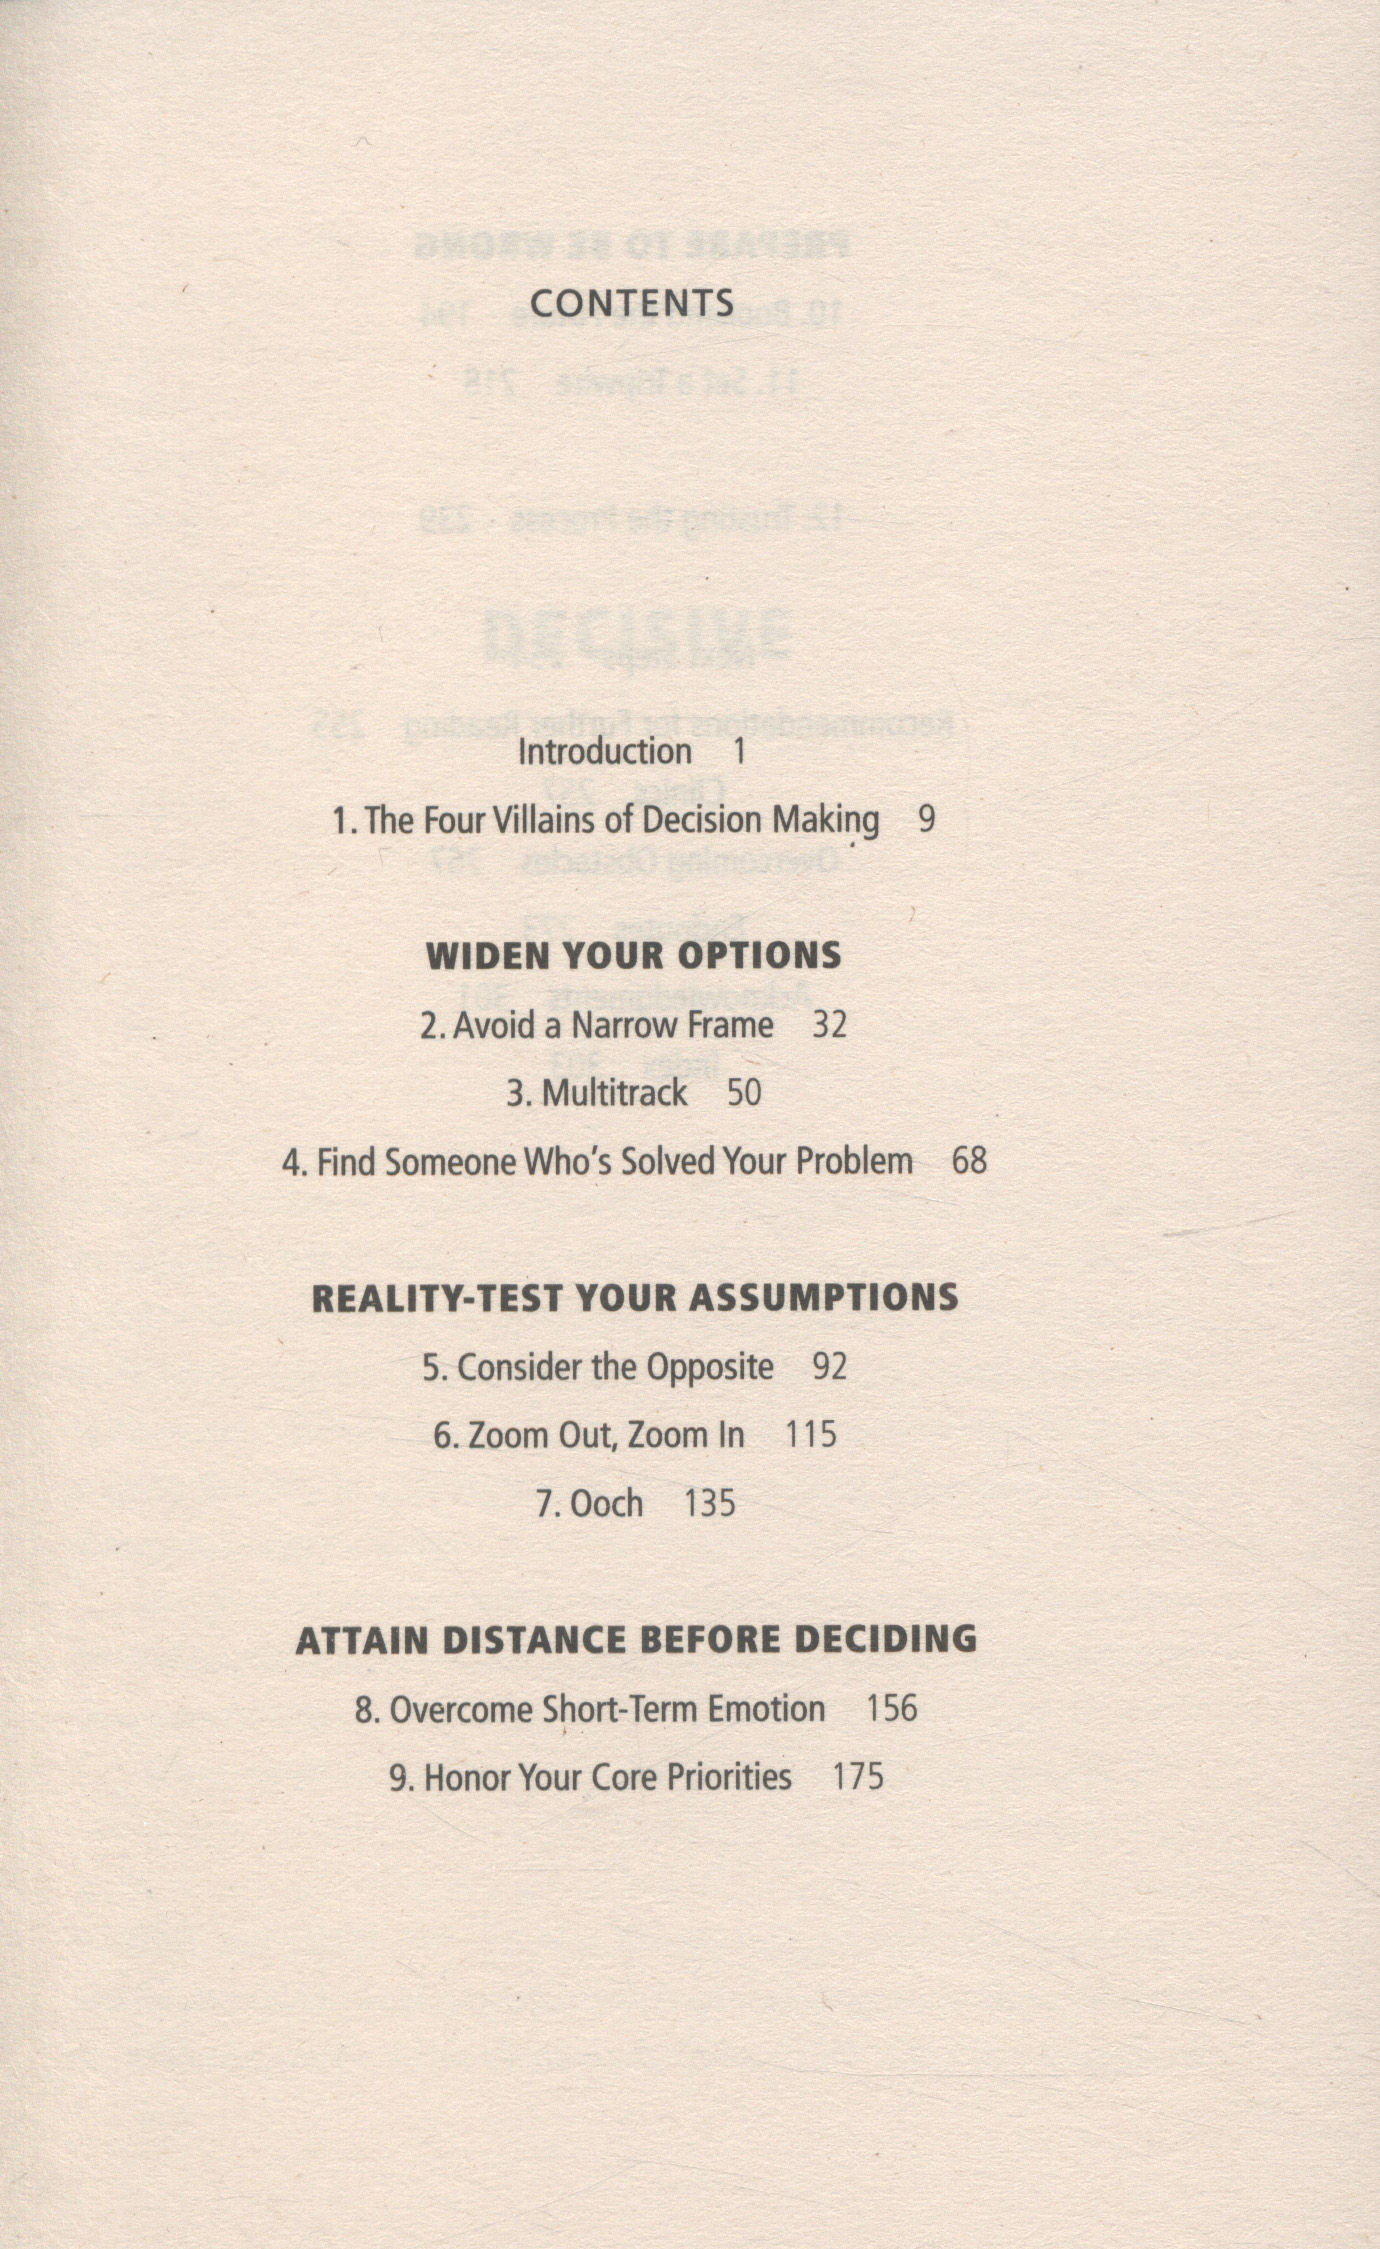 CONTENTS
Introduction 1
1. The Four Villains of Decision Making 9
WIDEN YOUR OPTIONS
2. Avoid a Narrow Frame 32
3. Multitrack 50
4. Find Someone Who's Solved Your Problem 68
REALITY-TEST YOUR ASSUMPTIONS
5. Consider the Opposite 92
6. Zoom Out, Zoom In 115
7. Ooch 135
ATTAIN DISTANCE BEFORE DECIDING
8. Overcome Short-Term Emotion 156
9. Honor Your Core Priorities 175